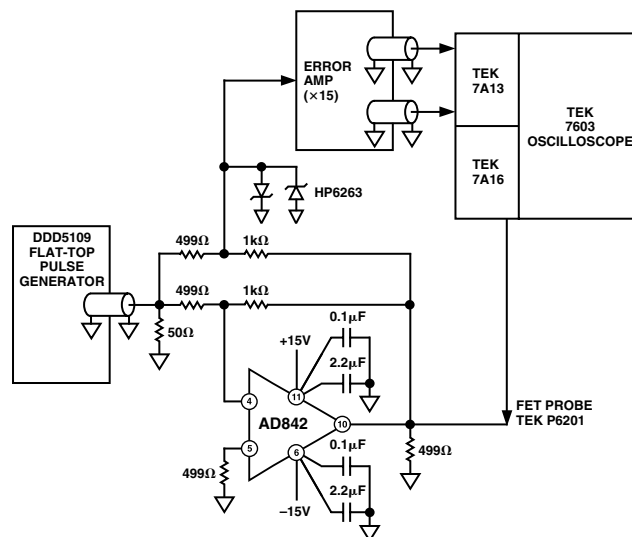 ERROR
AMP
(×15)
TEK
7A13
TEK
7603
OSCILLOSCOPE
TEK
7A16
HP6263
DDD5109
FLAT-TOP
PULSE
GENERATOR
499Ω
1kΩ
499Ω
1kΩ
50Ω
0.1μF
+15V
2.2μF
11
4
AD842
10
5
6
FET PROBE
TEK P6201
499Ω
0.1μF
499Ω
2.2μF
–15V